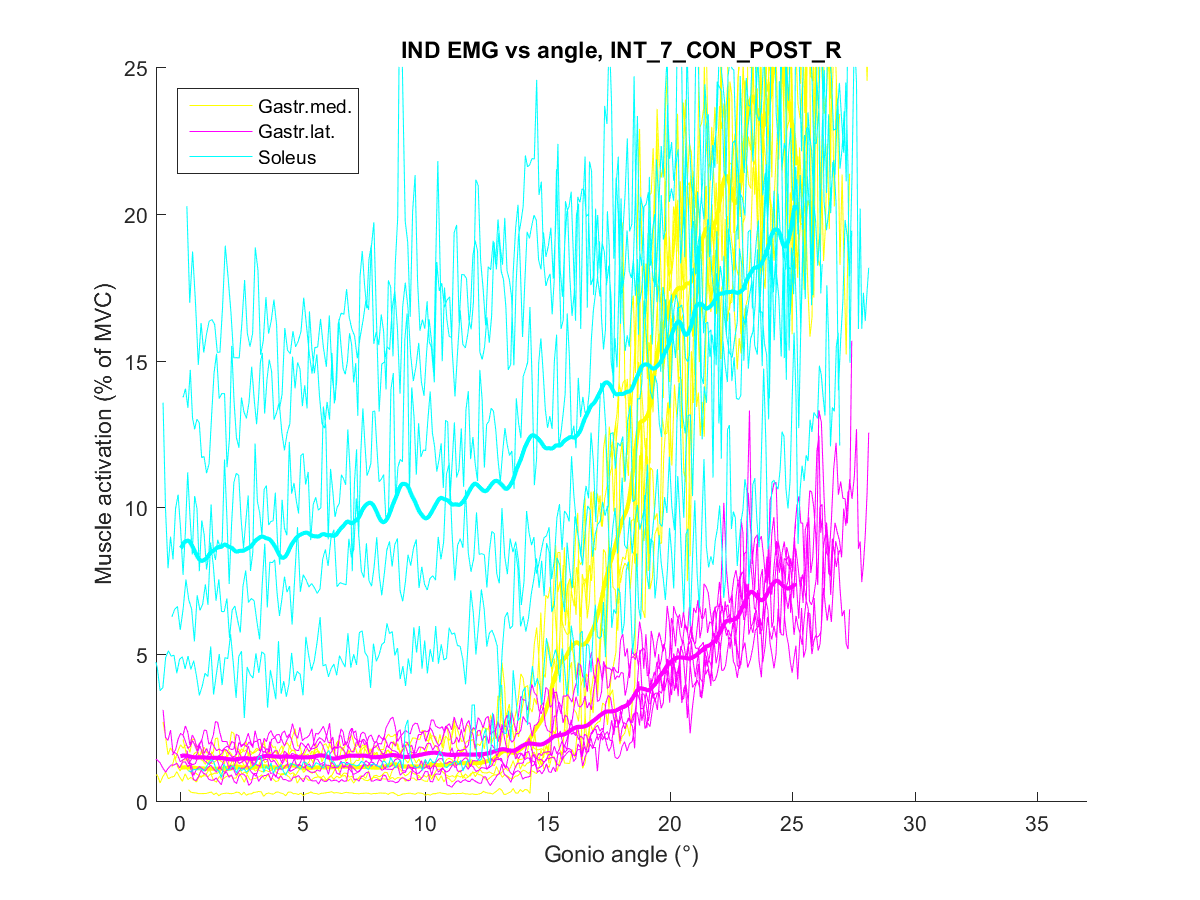 IND EMG vs angle, INT_7_CON_POST_R
25
20
15
10
5
0
Gastr.med.
Gastr.lat.
Soleus
Muscle activation (% of MVC)
0 5 10 15 20 25 30 35
Gonio angle (°)